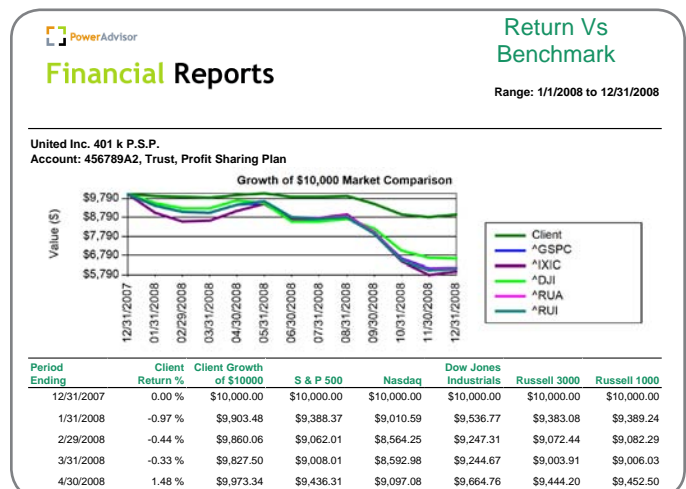 PowerAdvisor
Financial Reports
Return Vs
Benchmark
Range: 1/1/2008 to 12/31/2008
United Inc. 401 k P.S.P.
Account: 456789A2, Trust, Profit Sharing Plan
Growth of $10,000 Market Comparison
Value ($)
$9,790
$8,790
$7,790
$6,790
$5,790
12/31/2007
01/31/2008
02/29/2008
03/31/2008
04/30/2008
05/31/2008
06/30/2008
07/31/2008
08/31/2008
09/30/2008
10/31/2008
11/30/2008
12/31/2008
Client
^GSPC
^IXIC
^DJI
^RUA
^RUI
Period Ending Client Return % Client Growth of $10000 S & P 500 Nasdaq Dow Jones Industrials Russell 3000 Russell 1000
12/31/2007 0.00 % $10,000.00 $10,000.00 $10,000.00 $10,000.00 $10,000.00 $10,000.00
1/31/2008 -0.97 % $9,903.48 $9,388.37 $9,010.59 $9,536.77 $9,383.08 $9,389.24
2/29/2008 -0.44 % $9,860.06 $9,062.01 $8,564.25 $9,247.31 $9,072.44 $9,082.29
3/31/2008 -0.33 % $9,827.50 $9,008.01 $8,592.98 $9,244.67 $9,003.91 $9,006.03
4/30/2008 1.48 % $9,973.34 $9,436.31 $9,097.08 $9,664.76 $9,444.20 $9,452.50